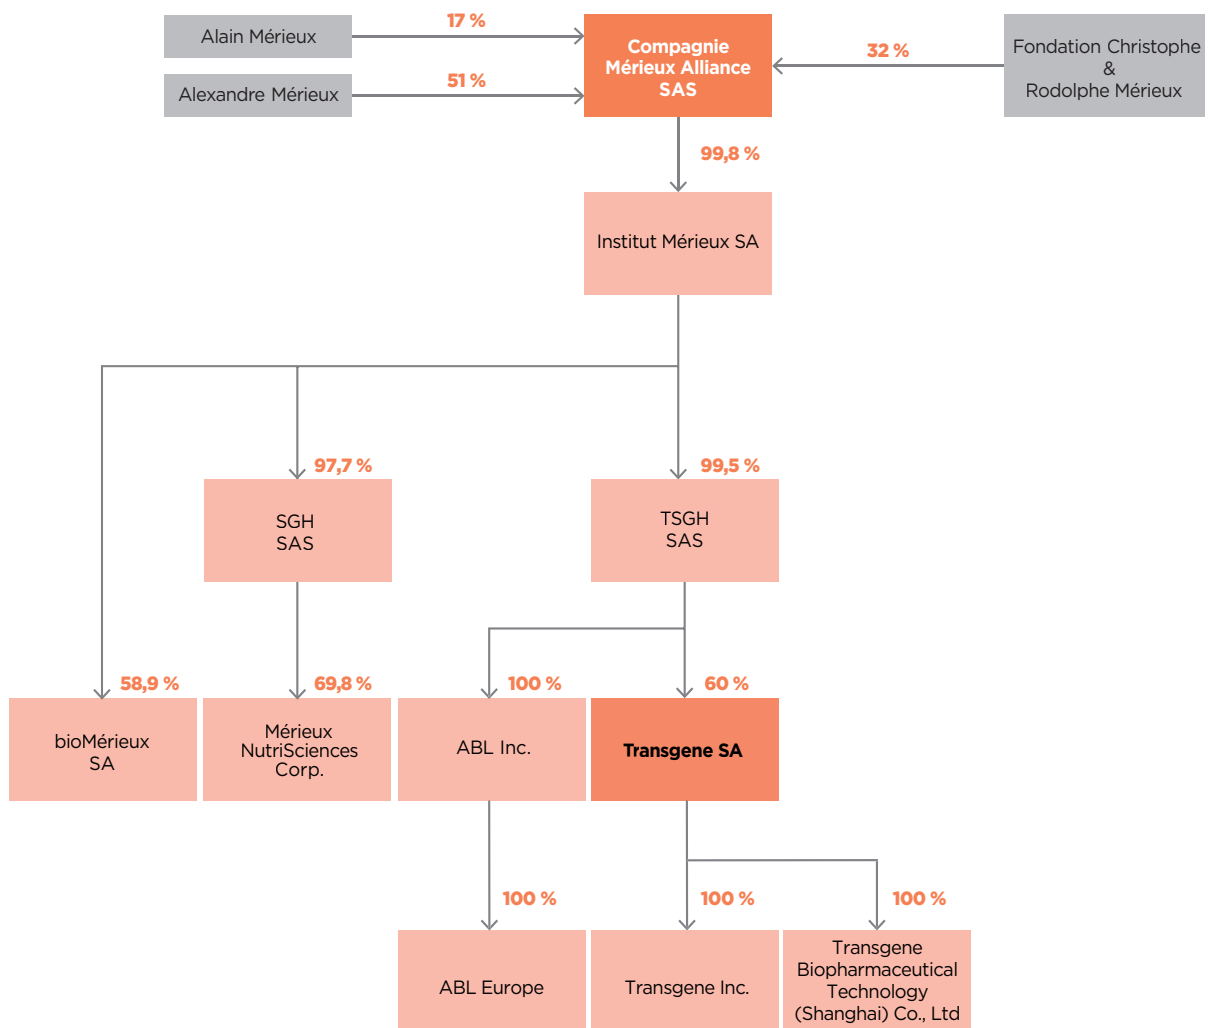 Alain Mérieux
17 %
Compagnie
Mérieux Alliance
SAS
32 %
Fondation Christophe
&
Rodolphe Mérieux
Alexandre Mérieux
51 %
99,8 %
Institut Mérieux SA
97,7 %
99,5 %
SGH
SAS
TSGH
SAS
58,9 %
69,8 %
100 %
60 %
bioMérieux
SA
Mérieux
NutriSciences
Corp.
ABL Inc.
Transgene SA
100 %
100 %
100 %
ABL Europe
Transgene Inc.
Transgene
Biopharmaceutical
Technology
(Shanghai) Co., Ltd